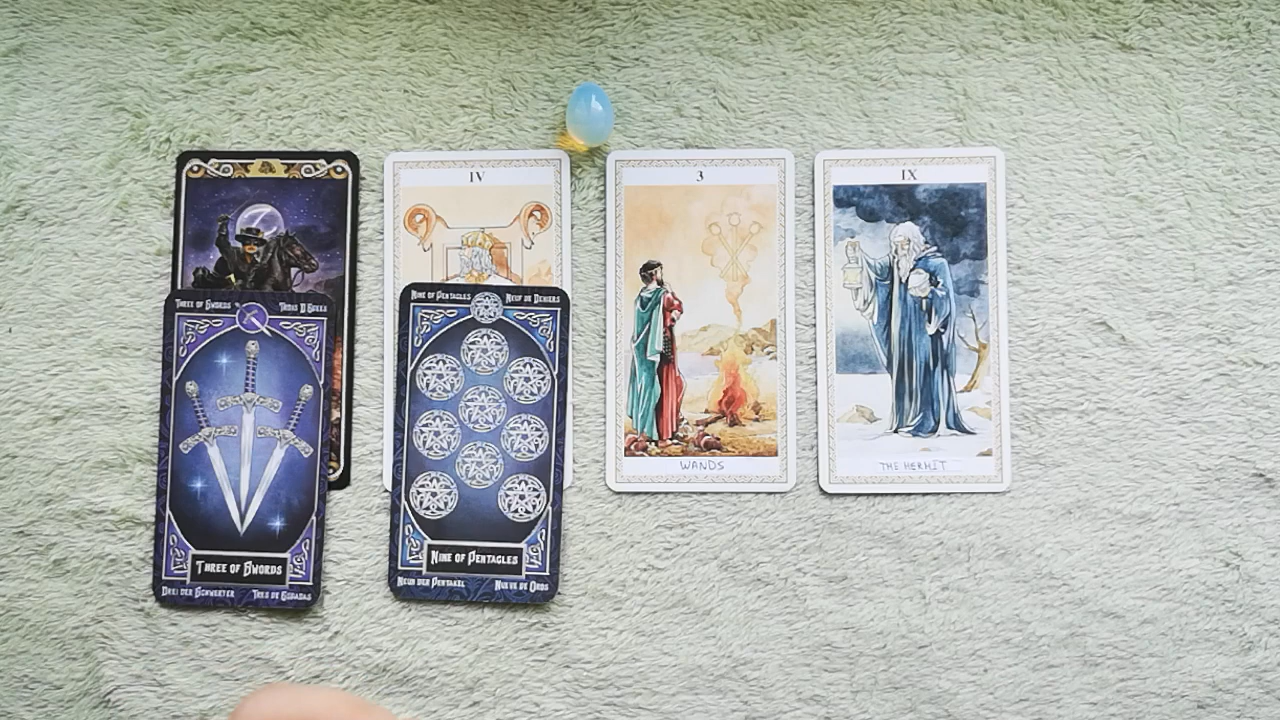 THREE OF SWORDS TROIS D'EPEES
THREE OF SWORDS
DREI DER SCHWERTER TRES DE ESPADAS
IV
NINE OF PENTACLES NEUF DE DENIERS
NINE OF PENTACLES
NEUN DER PENTAKEL NUEVE DE OROS
3
WANDS
IX
THE HERMIT